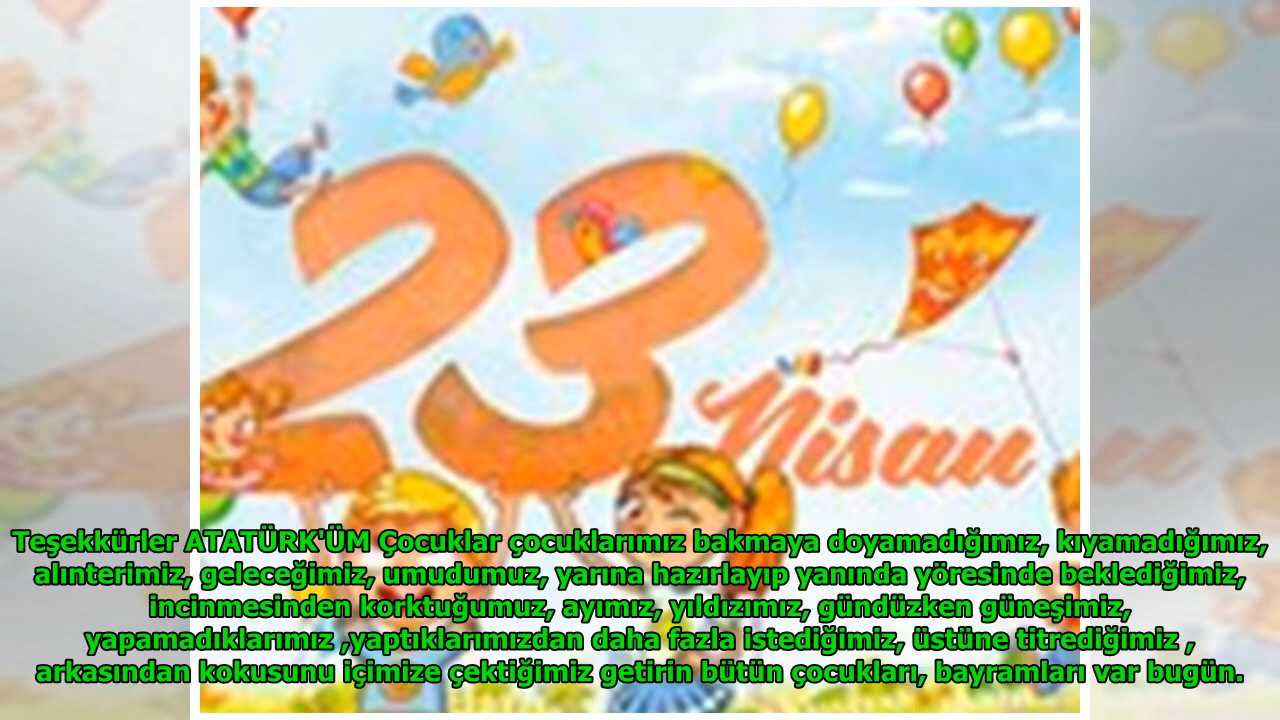 23
Nisan
Teşekkürler ATATÜRK'ÜM Çocuklar çocuklarımız bakmaya doyamadığımız, kıyamadığımız,
alınterimiz, geleceğimiz, umudumuz, yarına hazırlayıp yanında yöresinde beklediğimiz,
incinmesinden korktuğumuz, ayımız, yıldızımız, gündüzken güneşimiz,
yapamadıklarımız ,yaptıklarımızdan daha fazla istediğimiz, üstüne titrediğimiz ,
arkasından kokusunu içimize çektiğimiz getirin bütün çocukları, bayramları var bugün.